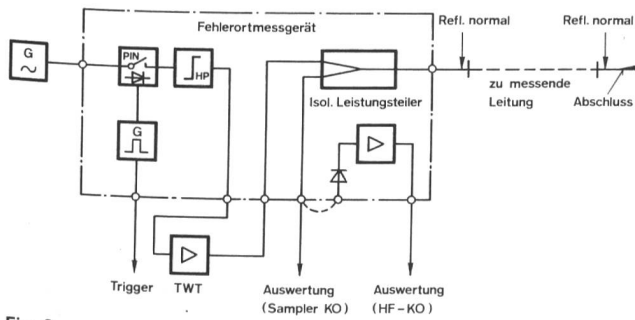 Fehlerortmessgerät
Refl. normal
Refl. normal
G
PIN
HP
zu messende
Leitung
Abschluss
Isol. Leistungsteiler
G
Trigger
TWT
Auswertung
(Sampler KO)
Auswertung
(HF-KO)